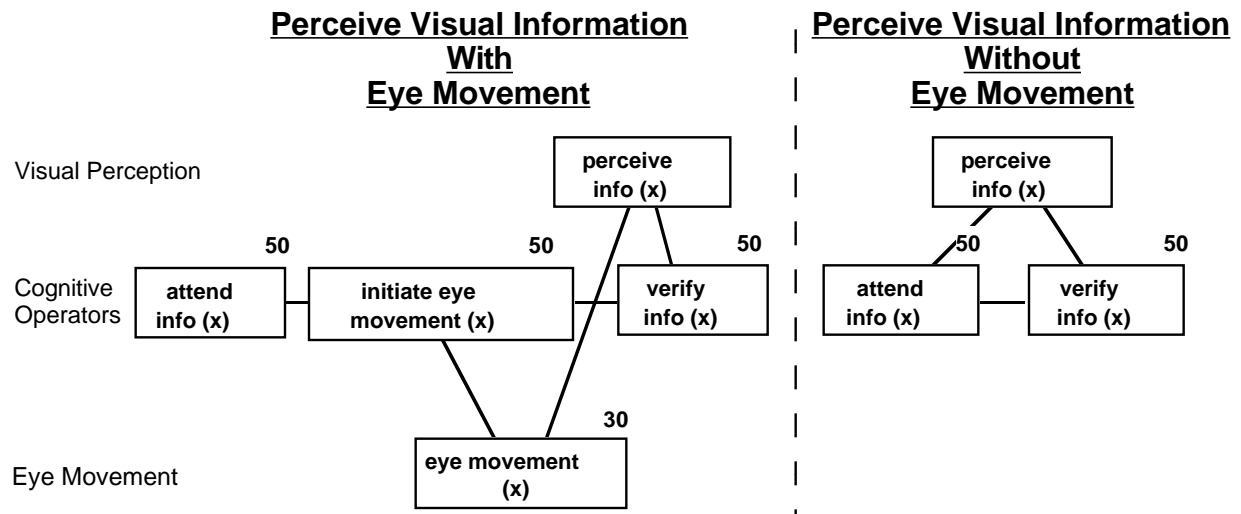 Perceive Visual Information
With
Eye Movement
Perceive Visual Information
Without
Eye Movement
Visual Perception
perceive
info (x)
perceive
info (x)
50
50
50
50
50
Cognitive
Operators
attend
info (x)
initiate eye
movement (x)
verify
info (x)
attend
info (x)
verify
info (x)
30
Eye Movement
eye movement
(x)